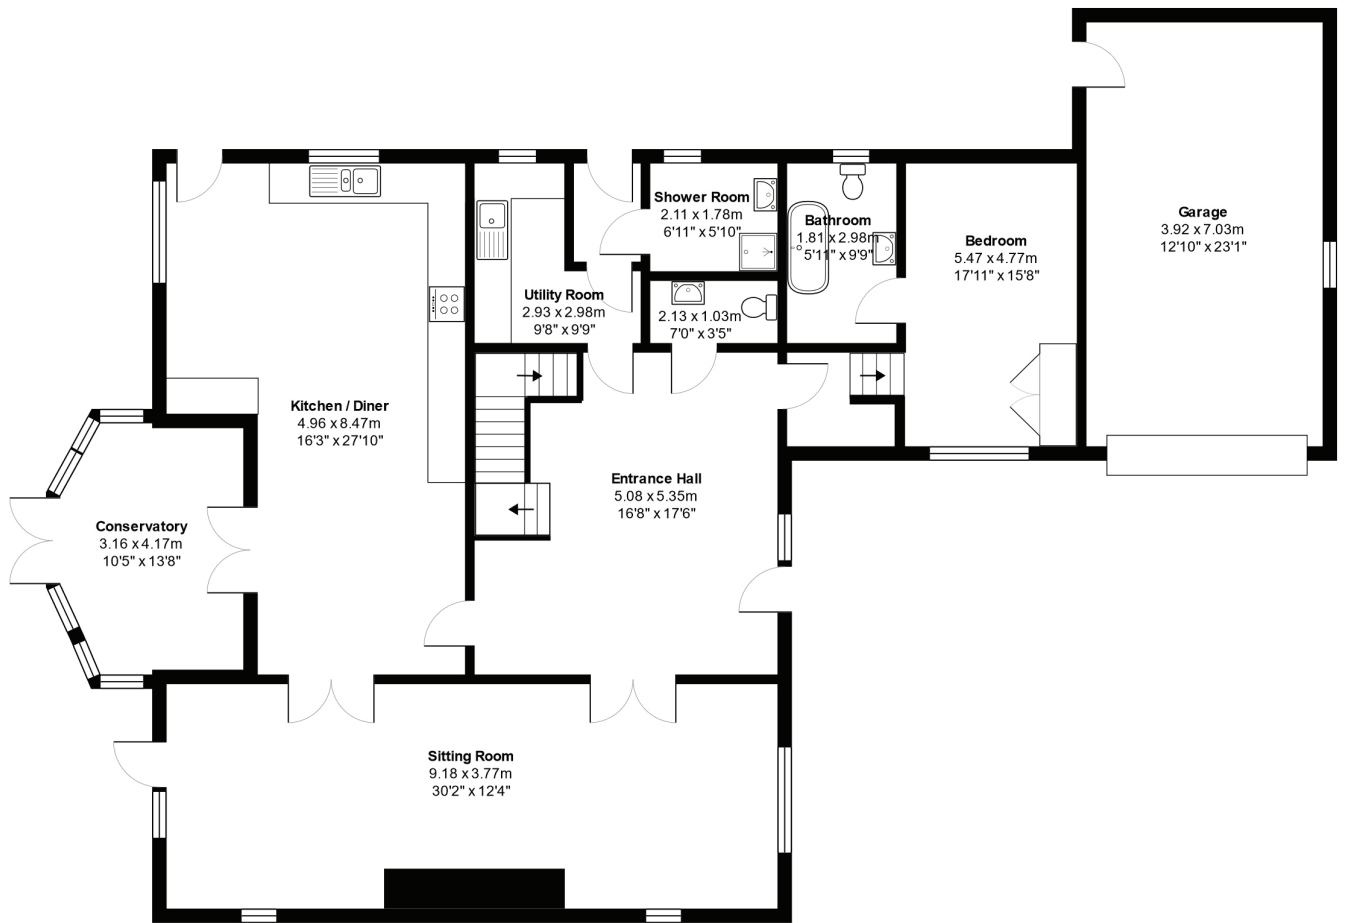 Garage
3.92 x 7.03m
12'10" x 23'1"
Shower Room
2.11 x 1.78m
6'11" x 5'10"
Bathroom
1.81 x 2.98m
5'11" x 9'9"
Bedroom
5.47 x 4.77m
17'11" x 15'8"
Utility Room
2.93 x 2.98m
9'8" x 9'9"
2.13 x 1.03m
7'0" x 3'5"
Kitchen / Diner
4.96 x 8.47m
16'3" x 27'10"
Entrance Hall
5.08 x 5.35m
16'8" x 17'6"
Conservatory
3.16 x 4.17m
10'5" x 13'8"
Sitting Room
9.18 x 3.77m
30'2" x 12'4"